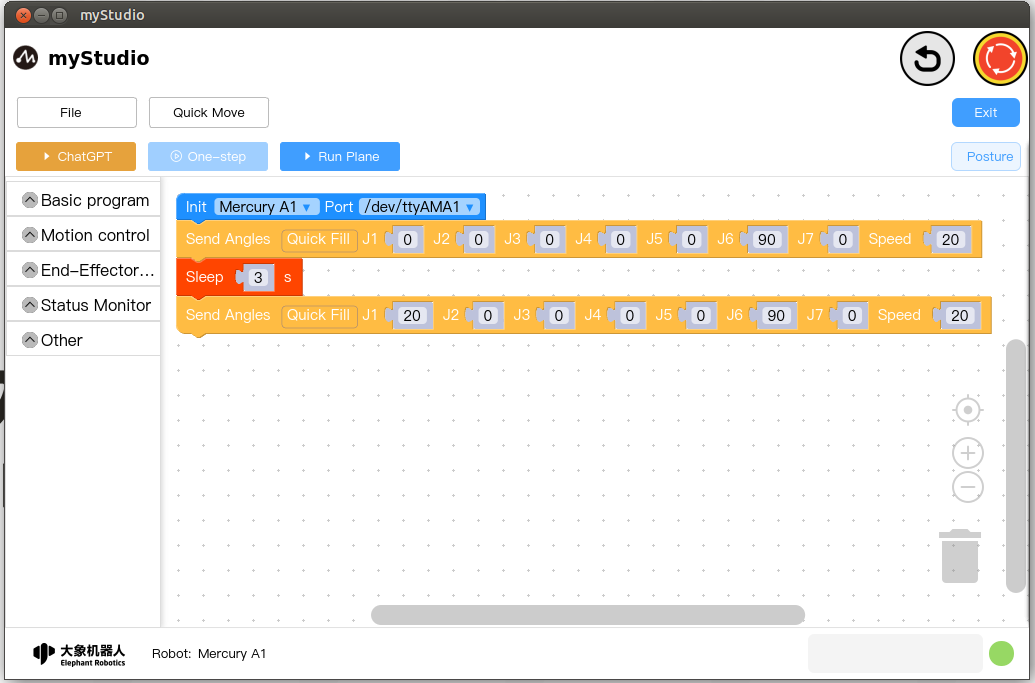 myStudio
myStudio
File Quick Move Exit
ChatGPT One-step Run Plane Posture
Basic program
Motion control
End-Effector...
Status Monitor
Other
Init Mercury A1 Port /dev/ttyAMA1
Send Angles Quick Fill J1 0 J2 0 J3 0 J4 0 J5 0 J6 90 J7 0 Speed 20
Sleep 3 s
Send Angles Quick Fill J1 20 J2 0 J3 0 J4 0 J5 0 J6 90 J7 0 Speed 20
大象机器人
Elephant Robotics
Robot: Mercury A1